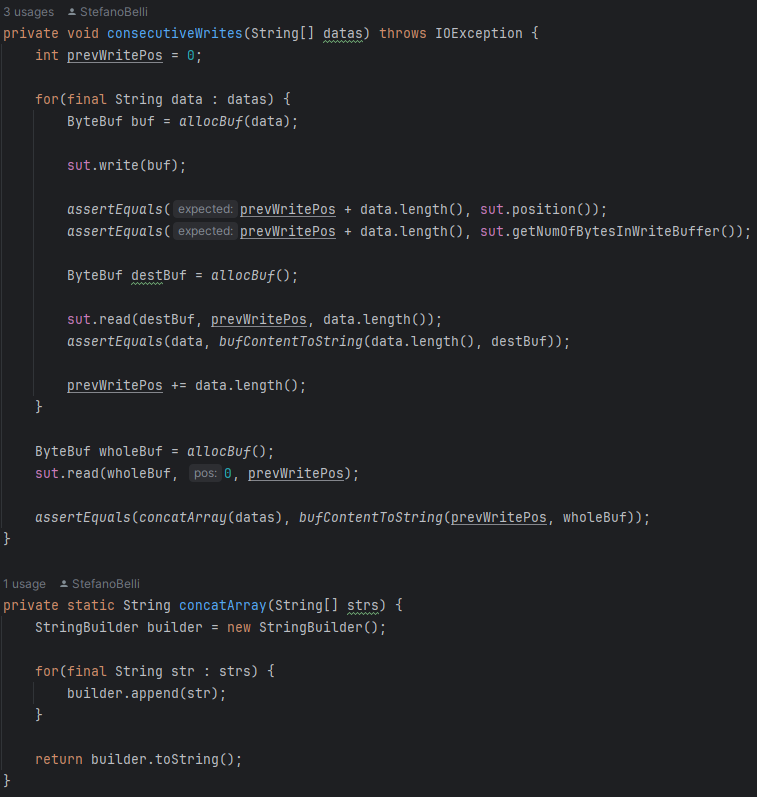 3 usages StefanoBelli
private void consecutiveWrites(String[] datas) throws IOException {
    int prevWritePos = 0;

    for(final String data : datas) {
        ByteBuf buf = allocBuf(data);

        sut.write(buf);

        assertEquals( expected: prevWritePos + data.length(), sut.position());
        assertEquals( expected: prevWritePos + data.length(), sut.getNumOfBytesInWriteBuffer());

        ByteBuf destBuf = allocBuf();

        sut.read(destBuf, prevWritePos, data.length());
        assertEquals(data, bufContentToString(data.length(), destBuf));

        prevWritePos += data.length();
    }

    ByteBuf wholeBuf = allocBuf();
    sut.read(wholeBuf, pos: 0, prevWritePos);

    assertEquals(concatArray(datas), bufContentToString(prevWritePos, wholeBuf));
}

1 usage StefanoBelli
private static String concatArray(String[] strs) {
    StringBuilder builder = new StringBuilder();

    for(final String str : strs) {
        builder.append(str);
    }

    return builder.toString();
}